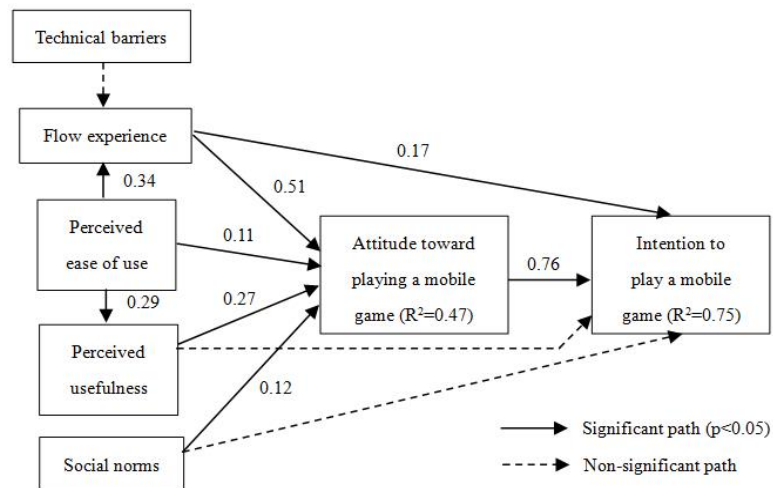 Technical barriers
Flow experience
0.17
0.34
0.51
Perceived
ease of use
0.11
Attitude toward
playing a mobile
game (R²=0.47)
0.76
Intention to
play a mobile
game (R²=0.75)
0.29
0.27
Perceived
usefulness
0.12
Social norms
Significant path (p<0.05)
Non-significant path